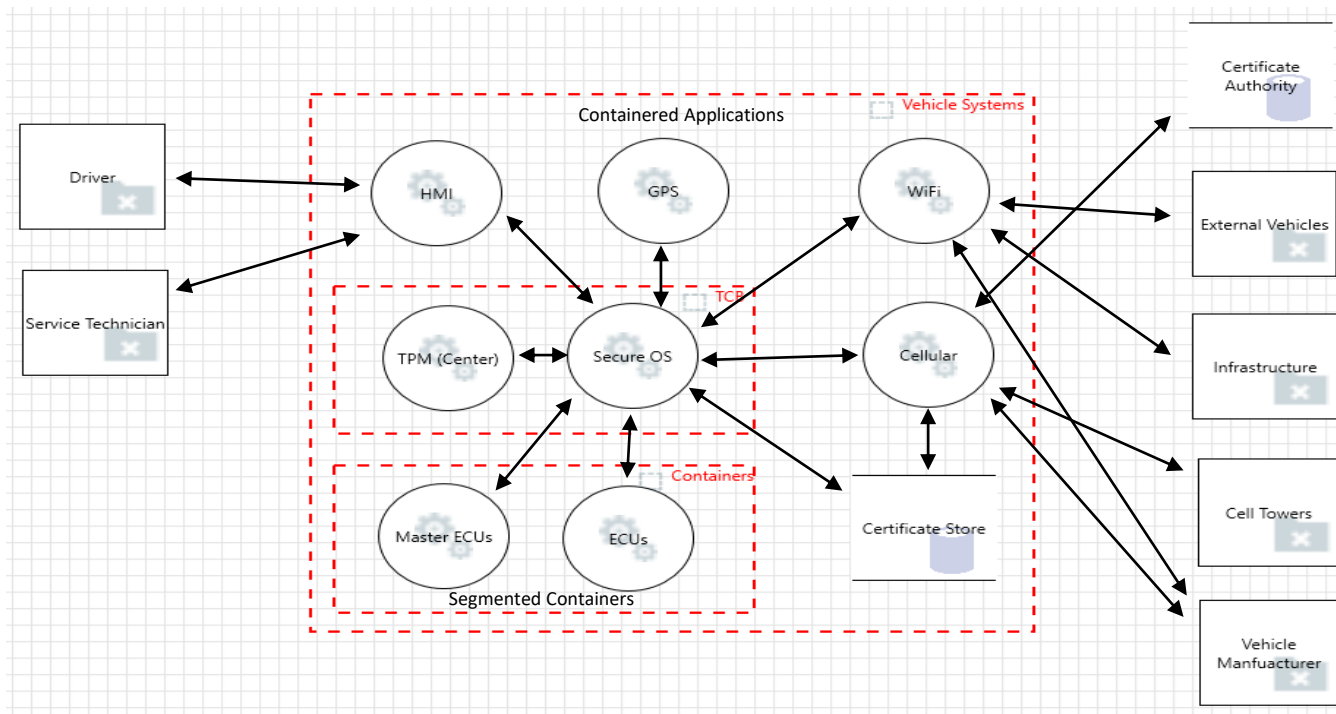 Certificate
Authority
Vehicle Systems
Containered Applications
Driver
HMI
GPS
WiFi
External Vehicles
Service Technician
TCB
TPM (Center)
Secure OS
Cellular
Infrastructure
Containers
Master ECUs
ECUs
Certificate Store
Cell Towers
Segmented Containers
Vehicle
Manfuacturer